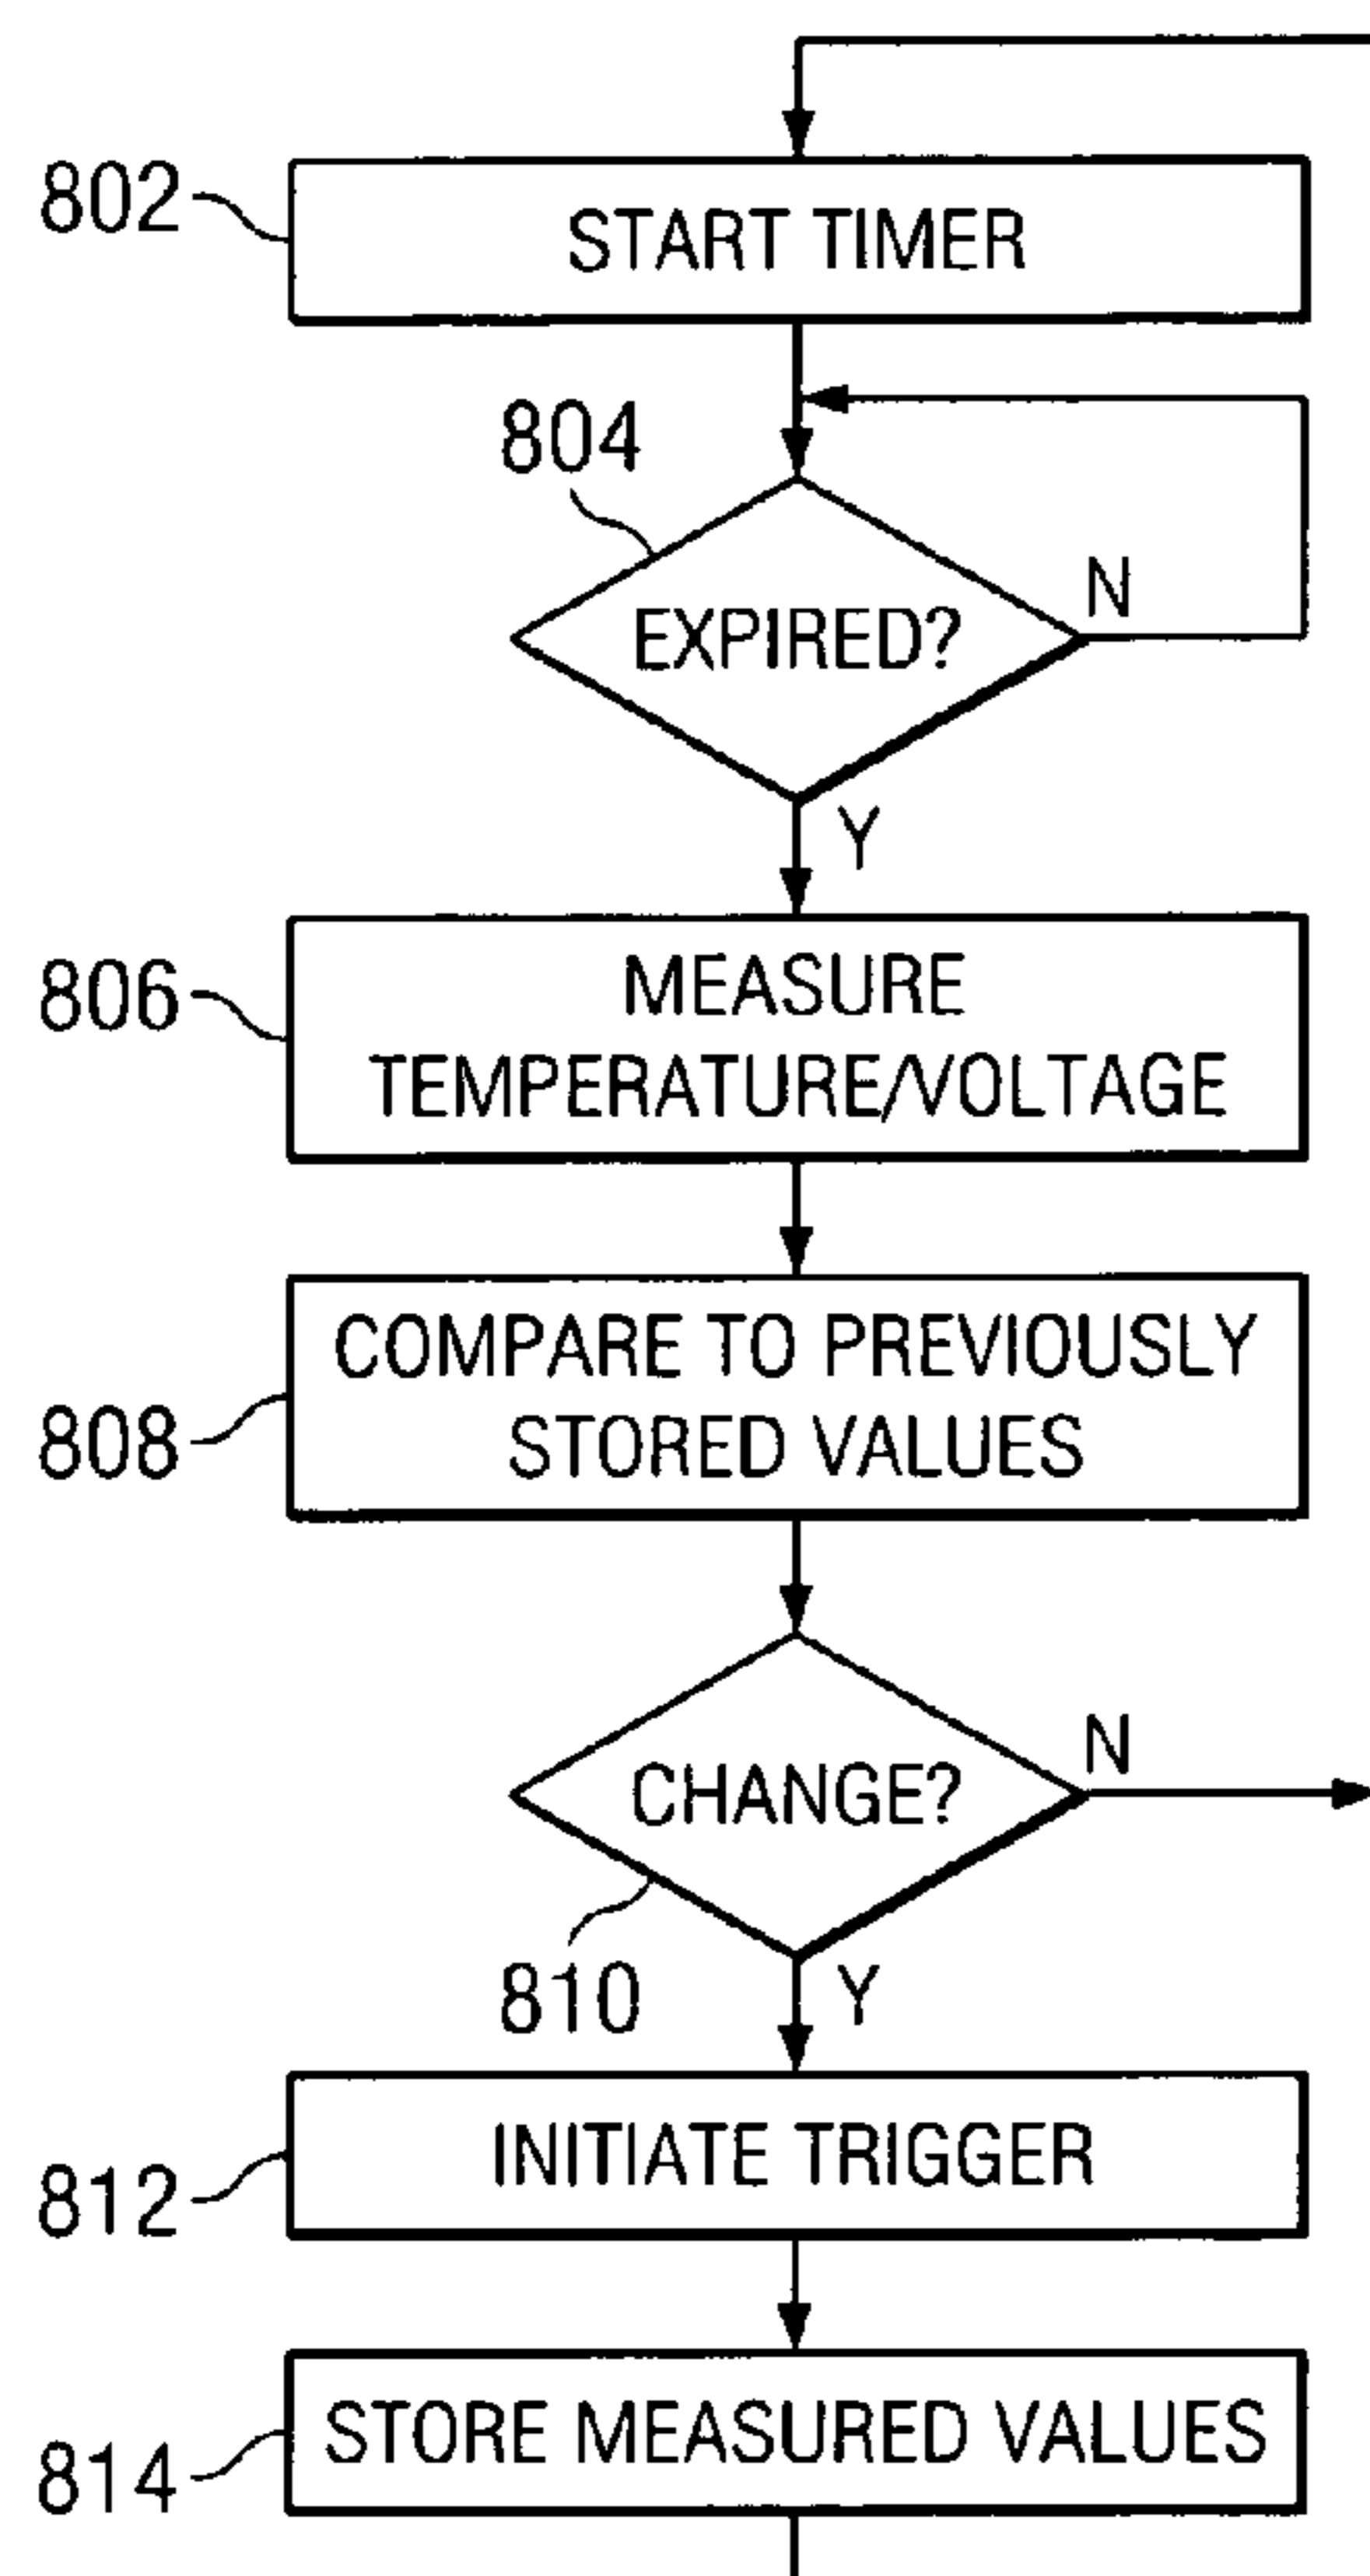 802
START TIMER
804
EXPIRED?
N
Y
806
MEASURE
TEMPERATURE/VOLTAGE
808
COMPARE TO PREVIOUSLY
STORED VALUES
CHANGE?
N
810
Y
812
INITIATE TRIGGER
814
STORE MEASURED VALUES